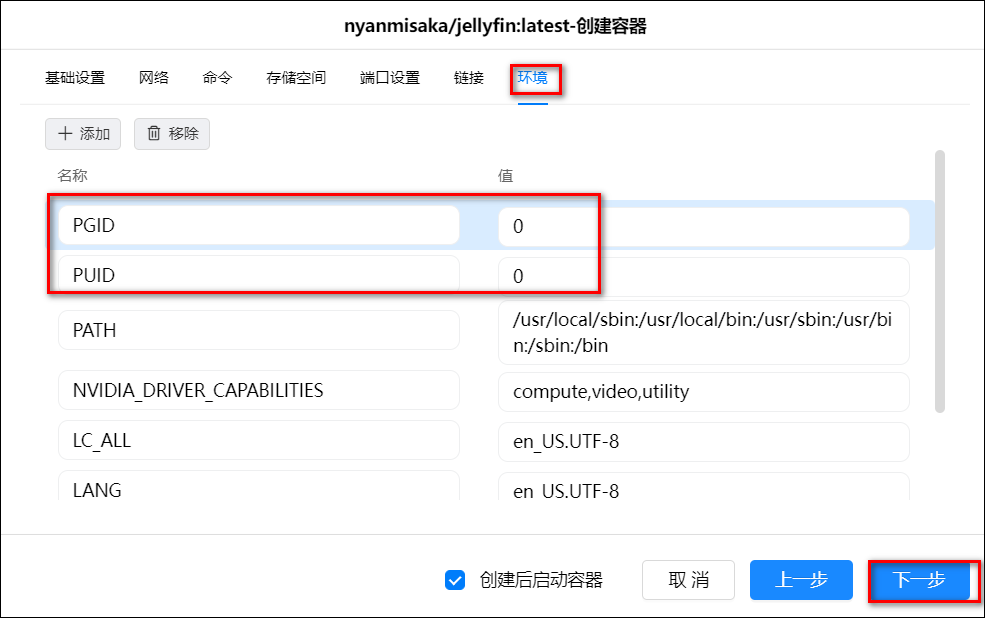 nyanmisaka/jellyfin:latest-创建容器
基础设置 网络 命令 存储空间 端口设置 链接 环境
添加 移除
名称 值
PGID 0
PUID 0
PATH /usr/local/sbin:/usr/local/bin:/usr/sbin:/usr/bi
n:/sbin:/bin
NVIDIA_DRIVER_CAPABILITIES compute,video,utility
LC_ALL en_US.UTF-8
LANG en_US.UTF-8
创建后启动容器 取消 上一步 下一步